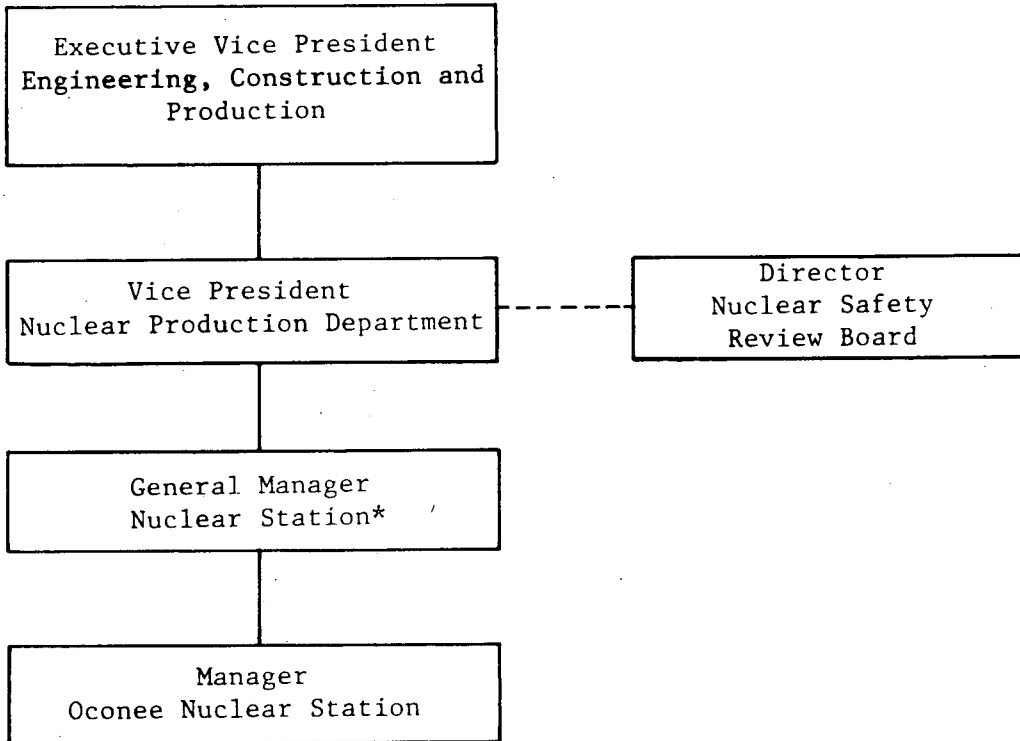 Executive Vice President
Engineering, Construction and
Production
Vice President
Nuclear Production Department
Director
Nuclear Safety
Review Board
General Manager
Nuclear Station*
Manager
Oconee Nuclear Station